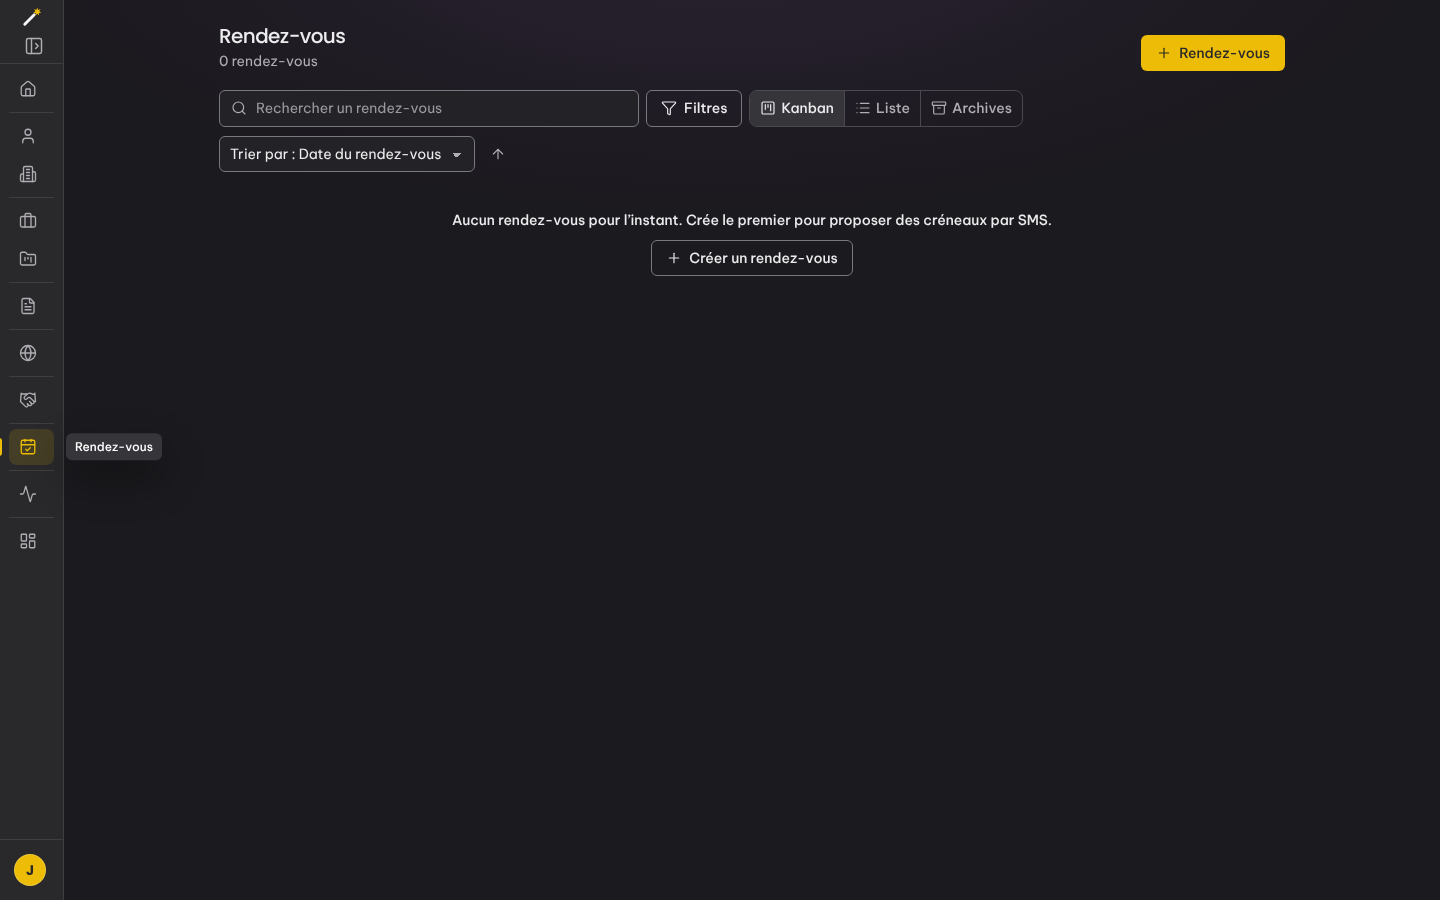 Rendez-vous
0 rendez-vous
Rendez-vous
Rechercher un rendez-vous
Filtres
Kanban
Liste
Archives
Trier par : Date du rendez-vous
Aucun rendez-vous pour l’instant. Crée le premier pour proposer des créneaux par SMS.
Créer un rendez-vous
Rendez-vous
J